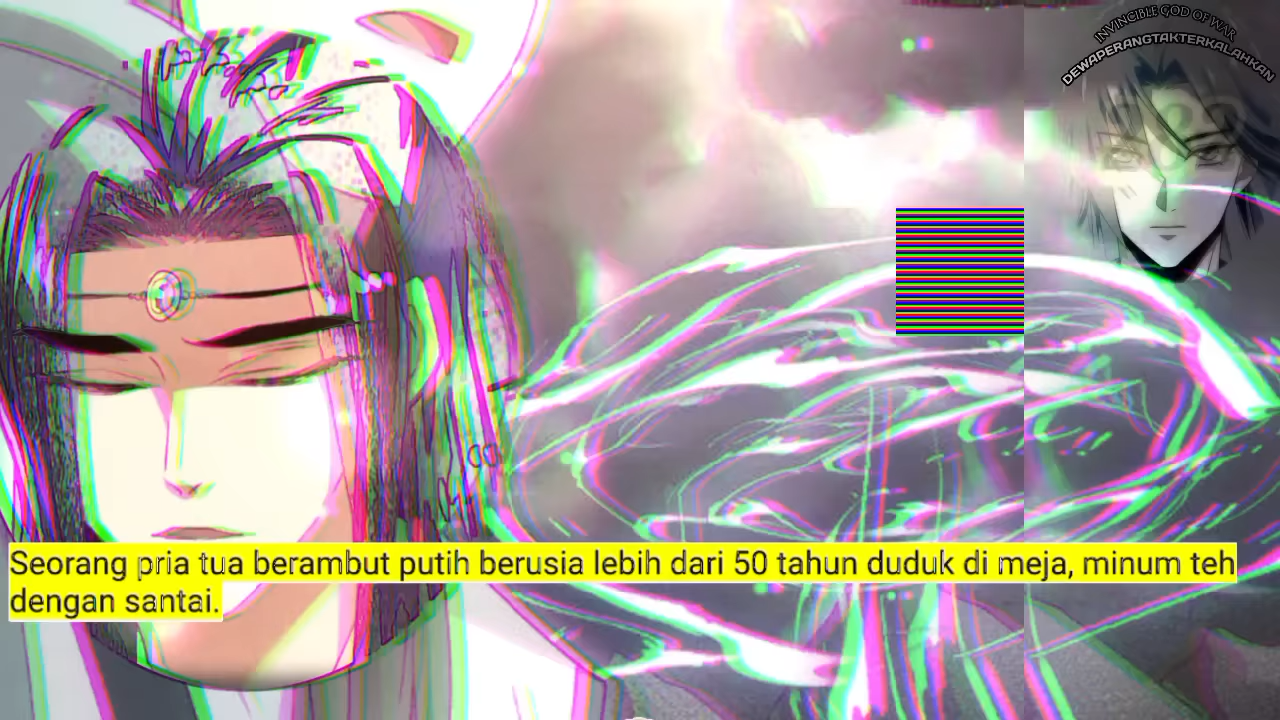 INVINCIBLE GOD OF WAR
DEWAPERANGTAKTERKALAHKAN
Seorang pria tua berambut putih berusia lebih dari 50 tahun duduk di meja, minum teh
dengan santai.